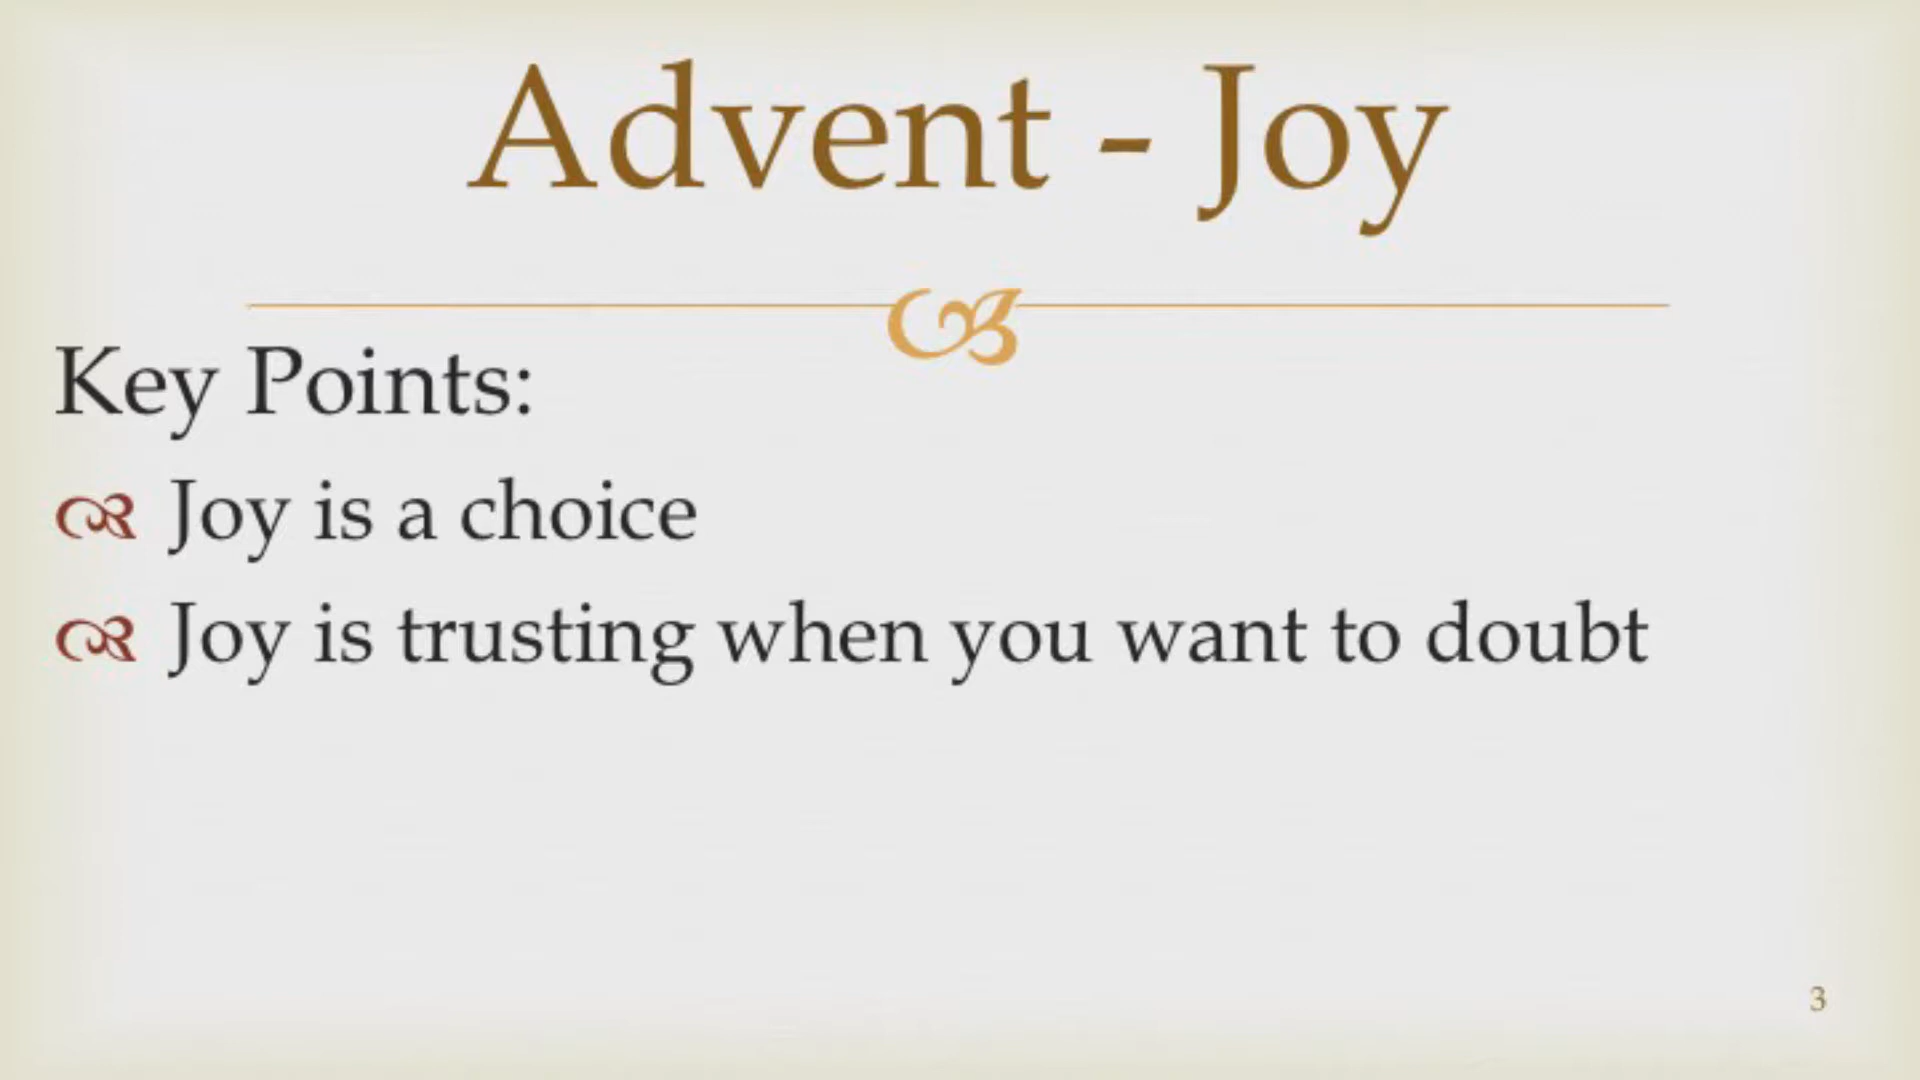 Advent - Joy
Key Points:
Joy is a choice
Joy is trusting when you want to doubt
3